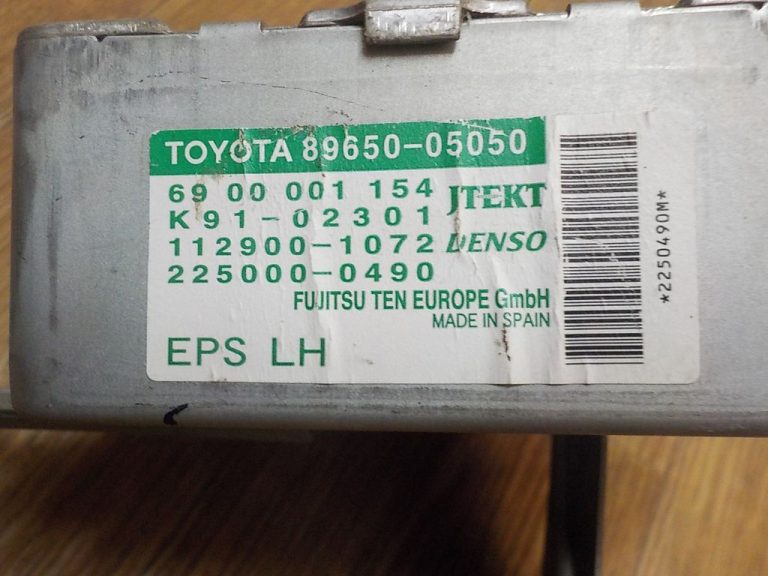 TOYOTA 89650-05050
69 00 001 154 JTEKT
K91-02301
112900-1072 DENSO
225000-0490
FUJITSU TEN EUROPE GmbH
MADE IN SPAIN
EPS LH
*2250490M*